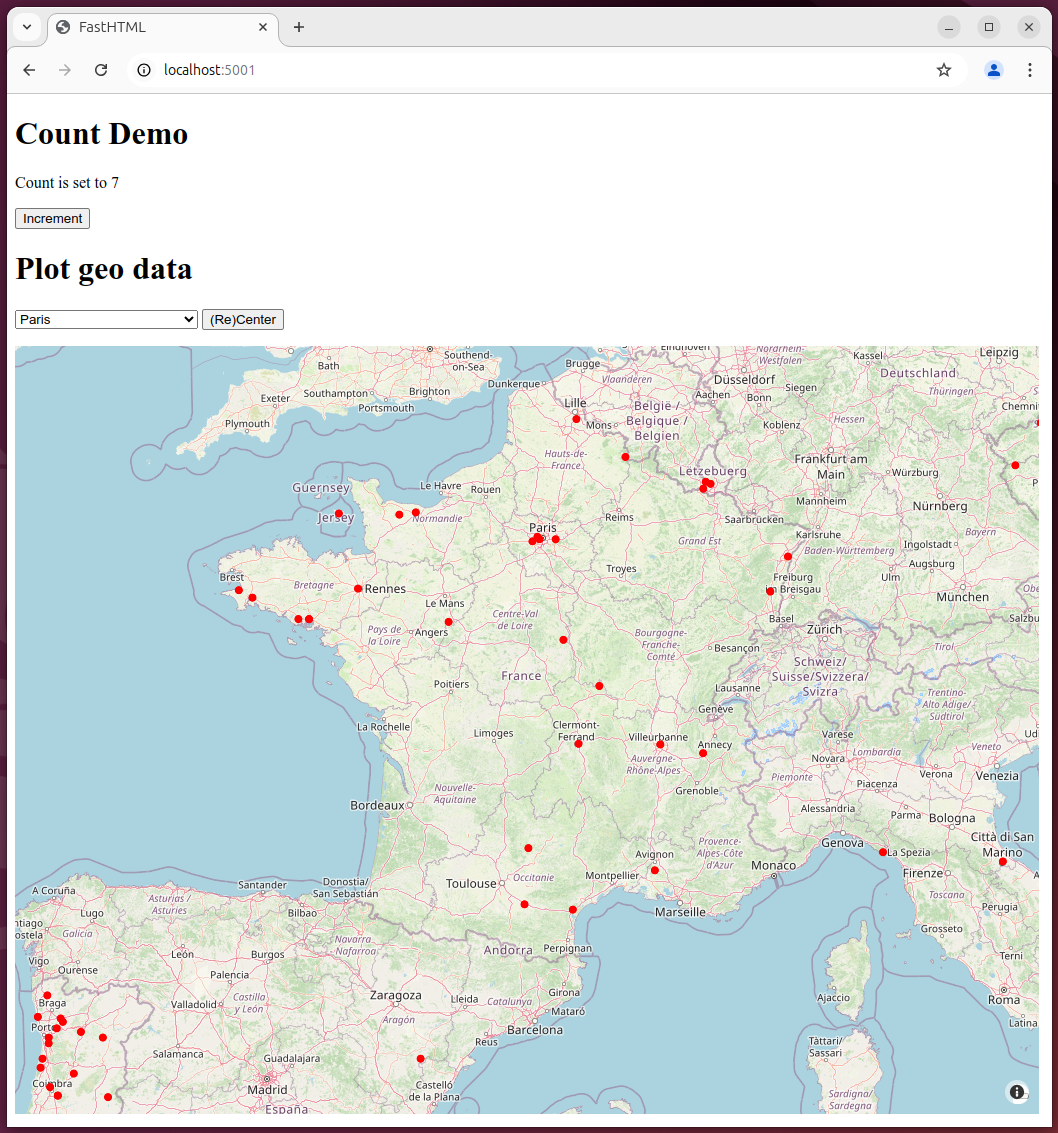 FastHTML
localhost:5001
Count Demo
Count is set to 7
Increment
Plot geo data
Paris
(Re)Center
Bath
Southend-
on-Sea
Brugge
Eindhoven
Nordrhein-
Westfalen
Kassel
Leipzig
Exeter
Southampton
Brighton
Portsmouth
Plymouth
Dunkerque
Vlaanderen
Düsseldorf
Aachen
Siegen
Bonn
Deutschland
Thüringen
Lille
Mons
België /
Belgique /
Belgien
Koblenz
Hessen
Hauts-de-
France
Lëtzebuerg
Frankfurt am
Main
Würzburg
Guernsey
Jersey
Le Havre
Rouen
Normandie
Reims
Paris
Saarbrücken
Mannheim
Nürnberg
Grand Est
Karlsruhe
Baden-Württemberg
Ingolstadt
Bayern
Augsburg
Brest
Bretagne
Rennes
Troyes
Freiburg
im Breisgau
Ulm
München
Le Mans
Centre-Val
de Loire
Pays de
la Loire
Angers
Bourgogne-
Franche-
Comté
Basel
Zürich
Besançon
Tirol
France
Schweiz/
Suisse/Svizzera/
Svizra
Poitiers
Lausanne
Trentino-
Alto Adige/
Südtirol
Genève
La Rochelle
Limoges
Clermont-
Ferrand
Villeurbanne
Annecy
Varese
Lombardia
Veneto
Novara
Auvergne-
Rhône-Alpes
Grenoble
Piemonte
Piacenza
Verona
Venezia
Nouvelle-
Aquitaine
Bordeaux
Alessandria
Parma
Bologna
Genova
Provence-
Alpes-Côte
d'Azur
Città di San
Marino
La Spezia
Avignon
Monaco
Firenze
Toulouse
Occitanie
Montpellier
Marseille
Toscana
Perugia
A Coruña
Asturias /
Asturies
Santander
Donostia/
San Sebastián
Lugo
Bilbao
Galicia
Grosseto
Vigo
Ourense
León
Burgos
Navarra
Nafarroa
Andorra
Perpignan
Terni
Palencia
Girona
Roma
Ajaccio
Braga
Valladolid
Castilla
y León
Zaragoza
Lleida
Catalunya
Mataró
Latina
Aragón
Barcelona
Reus
Porto
Salamanca
Guadalajara
Tàttari/
Sassari
Coimbra
Madrid
Castelló
de la Plana
España
Sardigna/
Sardegna